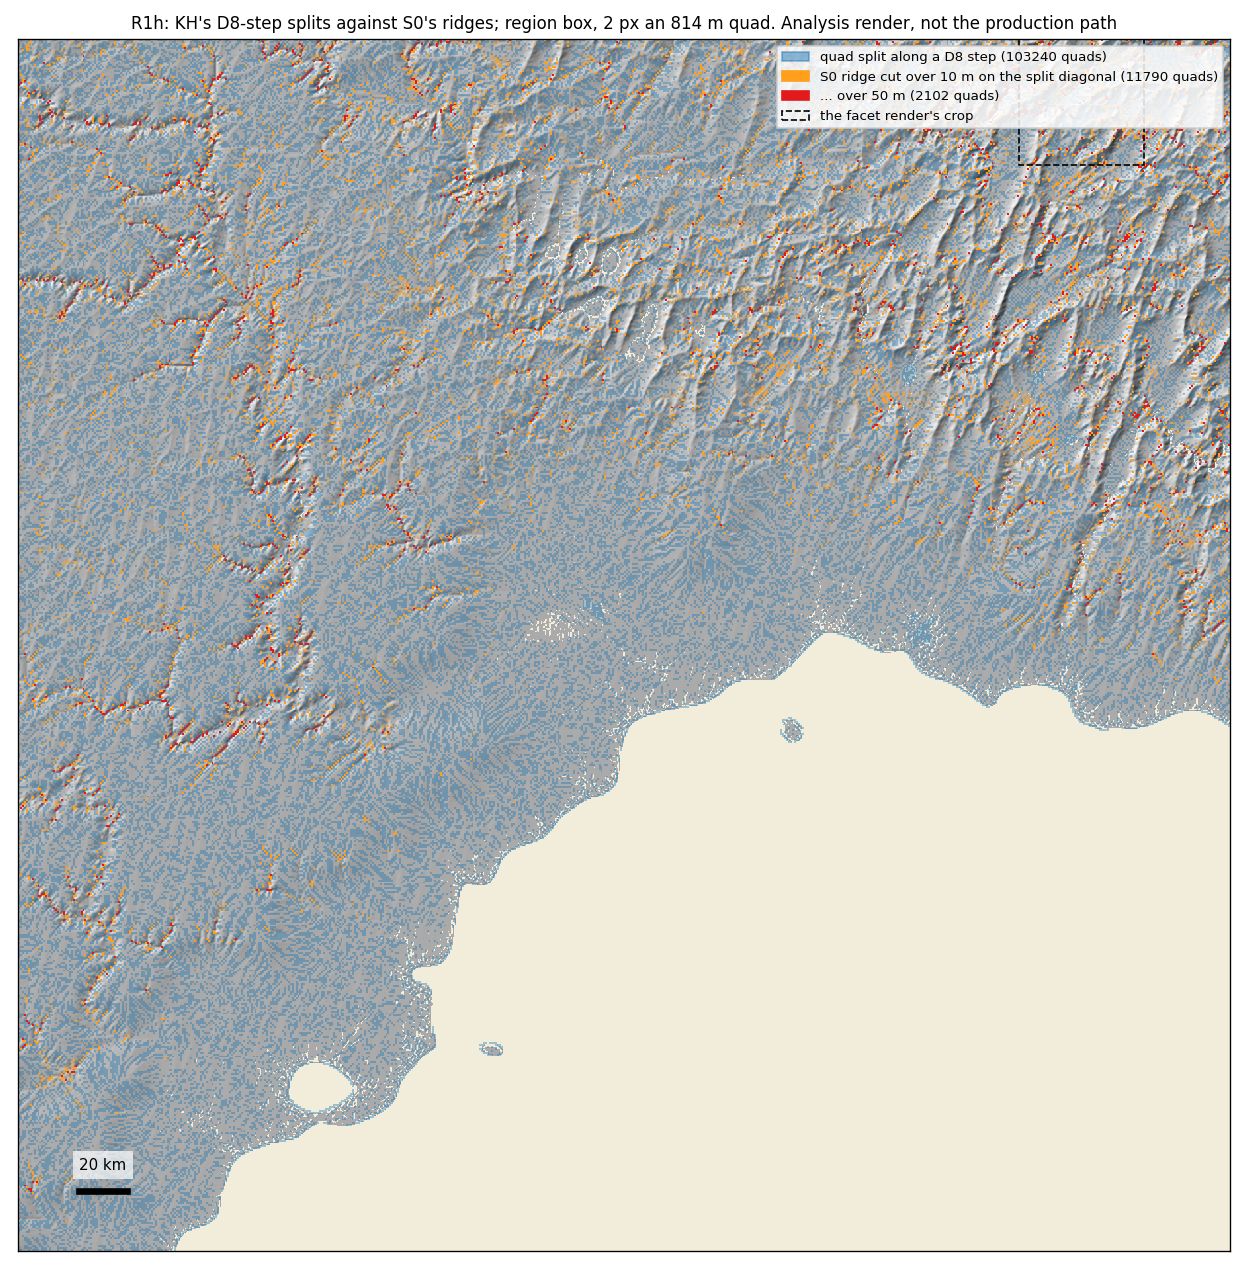 R1h: KH's D8-step splits against S0's ridges; region box, 2 px an 814 m quad. Analysis render, not the production path
quad split along a D8 step (103240 quads)
S0 ridge cut over 10 m on the split diagonal (11790 quads)
... over 50 m (2102 quads)
the facet render's crop
20 km